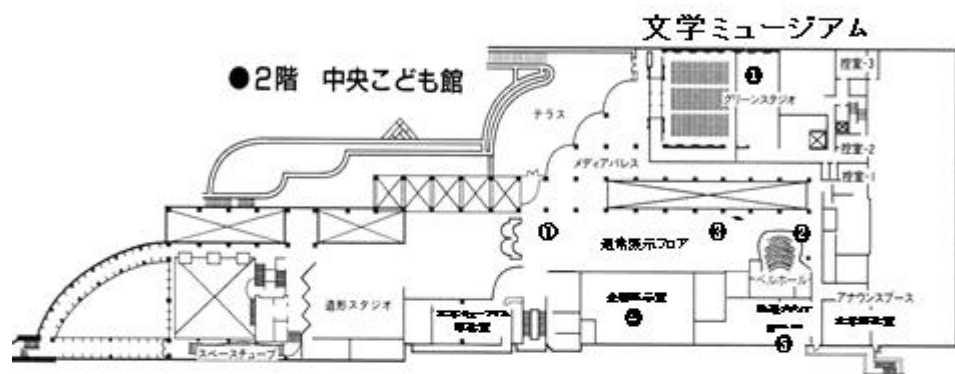 文学ミュージアム
●2階 中央こども館
控室-3
❶
グリーンスタジオ
テラス
控室-2
メディアパレス
控室-1
①
❸
❷
通常展示フロア
ベルホール
造形スタジオ
企画展示室
アナウンスブース
スペースチューブ